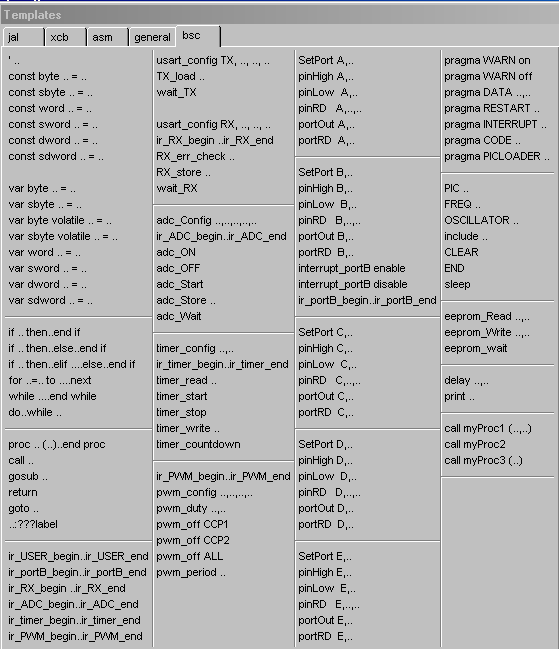 Templates
jal
xcb
asm
general
bsc
' ..
const byte .. = ..
const sbyte .. = ..
const word .. = ..
const sword .. = ..
const dword .. = ..
const sdword .. = ..
var byte .. = ..
var sbyte .. = ..
var byte volatile .. = ..
var sbyte volatile .. = ..
var word .. = ..
var sword .. = ..
var dword .. = ..
var sdword .. = ..
if .. then..end if
if .. then..else..end if
if .. then..elif ....else..end if
for ..=.. to ....next
while ....end while
do..while ..
proc .. (..)..end proc
call ..
gosub ..
return
goto ..
..:???label
ir_USER_begin..ir_USER_end
ir_portB_begin..ir_portB_end
ir_RX_begin ..ir_RX_end
ir_ADC_begin..ir_ADC_end
ir_timer_begin..ir_timer_end
ir_PWM_begin..ir_PWM_end
usart_config TX, .., .., ..
TX_load ..
wait_TX
usart_config RX, .., .., ..
ir_RX_begin ..ir_RX_end
RX_err_check ..
RX_store ..
wait_RX
adc_Config ..,..,..,..,..
ir_ADC_begin..ir_ADC_end
adc_ON
adc_OFF
adc_Start
adc_Store ..
adc_Wait
timer_config ..,..
ir_timer_begin..ir_timer_end
timer_read ..
timer_start
timer_stop
timer_write ..
timer_countdown
ir_PWM_begin..ir_PWM_end
pwm_config ..,..,..,..
pwm_duty ..,..
pwm_off CCP1
pwm_off CCP2
pwm_off ALL
pwm_period ..
SetPort A,..
pinHigh A,..
pinLow A,..
pinRD A,..,..
portOut A,..
portRD A,..
SetPort B,..
pinHigh B,..
pinLow B,..
pinRD B,..,..
portOut B,..
portRD B,..
interrupt_portB enable
interrupt_portB disable
ir_portB_begin..ir_portB_end
SetPort C,..
pinHigh C,..
pinLow C,..
pinRD C,..,..
portOut C,..
portRD C,..
SetPort D,..
pinHigh D,..
pinLow D,..
pinRD D,..,..
portOut D,..
portRD D,..
SetPort E,..
pinHigh E,..
pinLow E,..
pinRD E,..,..
portOut E,..
portRD E,..
pragma WARN on
pragma WARN off
pragma DATA ..,..
pragma RESTART ..
pragma INTERRUPT ..
pragma CODE ..
pragma PICLOADER ..
PIC ..
FREQ ..
OSCILLATOR ..
include ..
CLEAR
END
sleep
eeprom_Read ..,..
eeprom_Write ..,..
eeprom_wait
delay ..,..
print ..
call myProc1 (..,..)
call myProc2
call myProc3 (..)